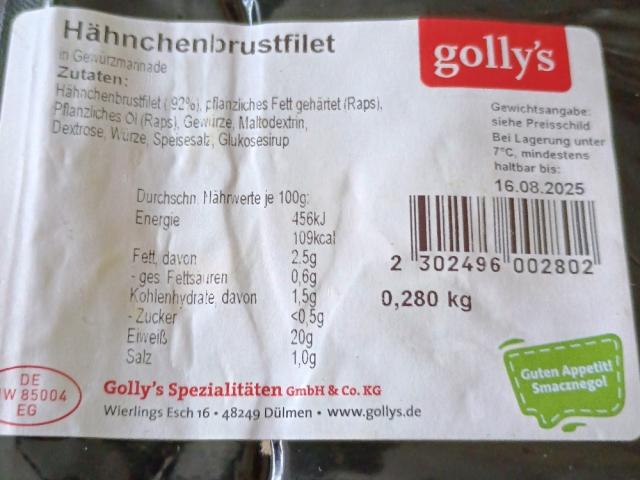 Hähnchenbrustfilet
in Gewürzmarinade
Zutaten:
Hähnchenbrustfilet ( 92%), pflanzliches Fett gehärtet (Raps),
Pflanzliches Öl (Raps), Gewürze, Maltodextrin,
Dextrose, Würze, Speisesalz, Glukosesirup
golly's
Gewichtsangabe:
siehe Preisschild
Bei Lagerung unter
7°C, mindestens
haltbar bis:
16.08.2025
Durchschn. Nährwerte je 100g:
Energie 456kJ
109kcal
Fett, davon 2.5g
- ges. Fettsäuren 0,6g
Kohlenhydrate, davon 1,5g
- Zucker <0,5g
Eiweiß 20g
Salz 1,0g
2 302496 002802
0,280 kg
Guten Appetit!
Smacznego!
DE
NW 85004
EG
Golly's Spezialitäten GmbH & Co. KG
Wierlings Esch 16 • 48249 Dülmen • www.gollys.de